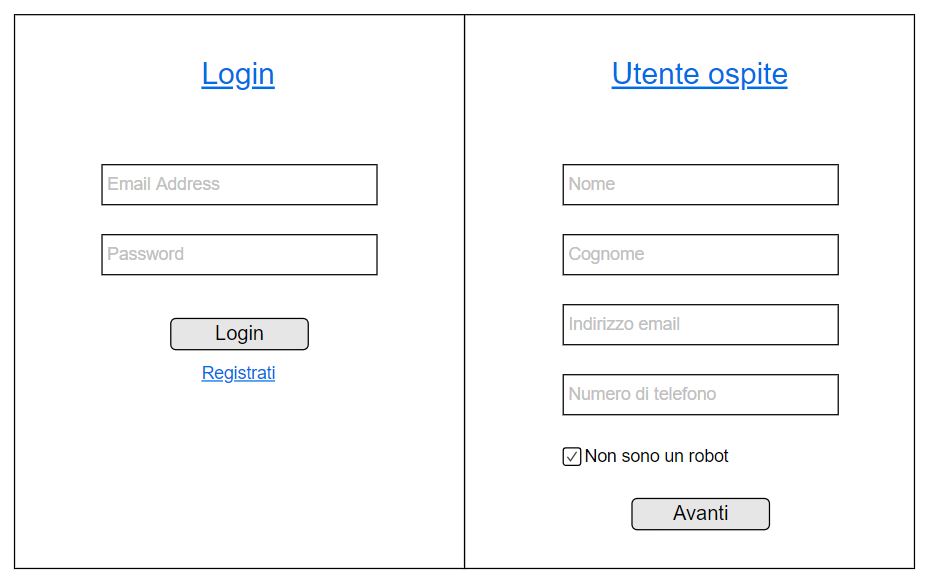 Login
Email Address
Password
Login
Registrati
Utente ospite
Nome
Cognome
Indirizzo email
Numero di telefono
Non sono un robot
Avanti